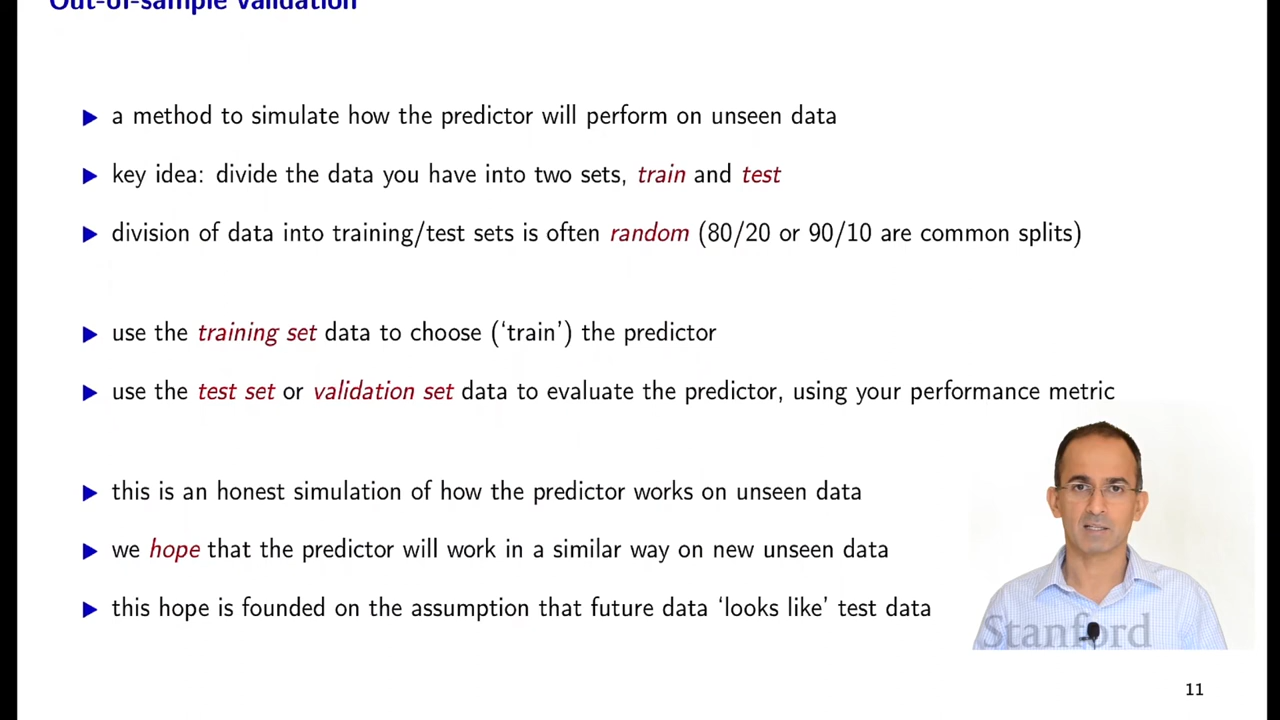 Out-of-sample validation
▶ a method to simulate how the predictor will perform on unseen data
▶ key idea: divide the data you have into two sets, train and test
▶ division of data into training/test sets is often random (80/20 or 90/10 are common splits)
▶ use the training set data to choose (‘train’) the predictor
▶ use the test set or validation set data to evaluate the predictor, using your performance metric
▶ this is an honest simulation of how the predictor works on unseen data
▶ we hope that the predictor will work in a similar way on new unseen data
▶ this hope is founded on the assumption that future data ‘looks like’ test data
Stanford
11